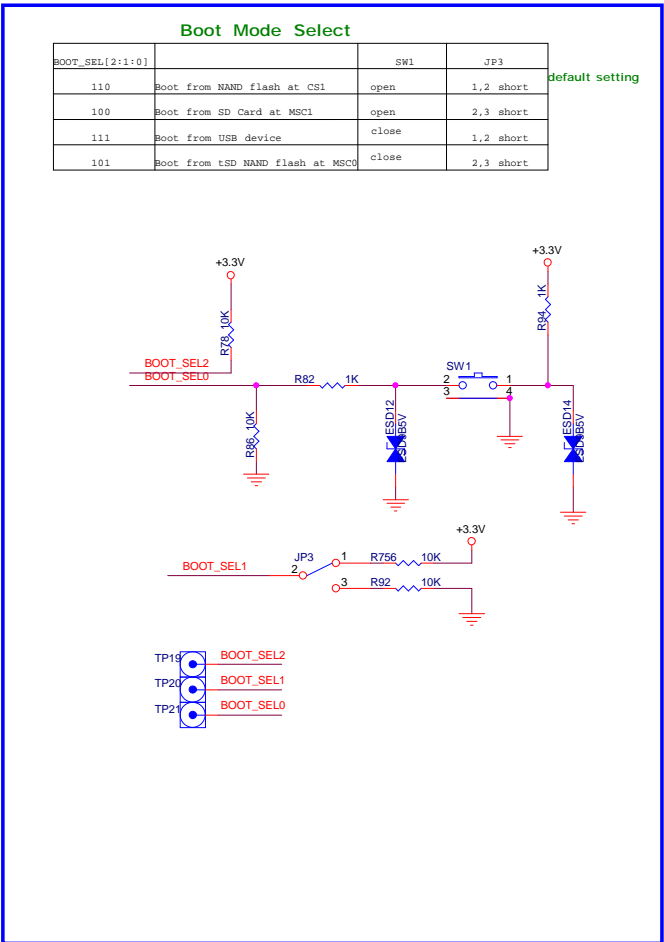 Boot Mode Select
BOOT_SEL[2:1:0] SW1 JP3
110 Boot from NAND flash at CS1 open 1,2 short default setting
100 Boot from SD Card at MSC1 open 2,3 short
111 Boot from USB device close 1,2 short
101 Boot from tSD NAND flash at MSC0 close 2,3 short
+3.3V
+3.3V
R78 10K
R94 1K
BOOT_SEL2
BOOT_SEL0
R82 1K
SW1
2 1
3 4
R86 10K
ESD12
ESD9B5V
ESD14
ESD9B5V
+3.3V
BOOT_SEL1
JP3
2
1
R756 10K
3
R92 10K
TP19 BOOT_SEL2
TP20 BOOT_SEL1
TP21 BOOT_SEL0